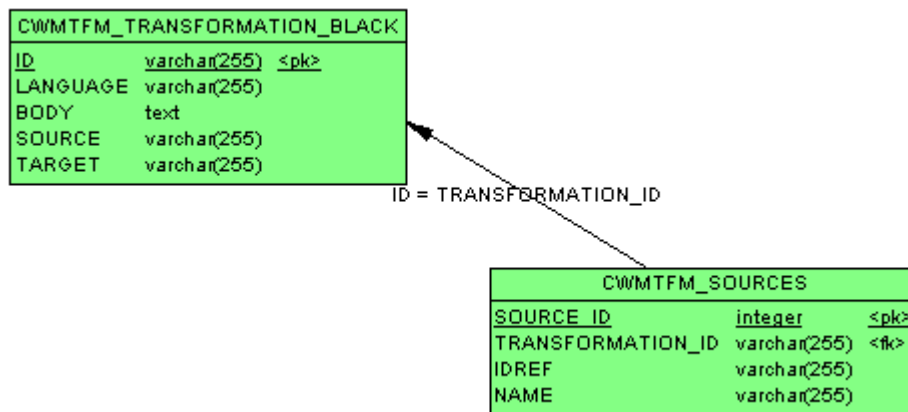 CWMTFM_TRANSFORMATION_BLACK
ID varchar(255) <pk>
LANGUAGE varchar(255)
BODY text
SOURCE varchar(255)
TARGET varchar(255)
ID = TRANSFORMATION_ID
CWMTFM_SOURCES
SOURCE_ID integer <pk>
TRANSFORMATION_ID varchar(255) <fk>
IDREF varchar(255)
NAME varchar(255)